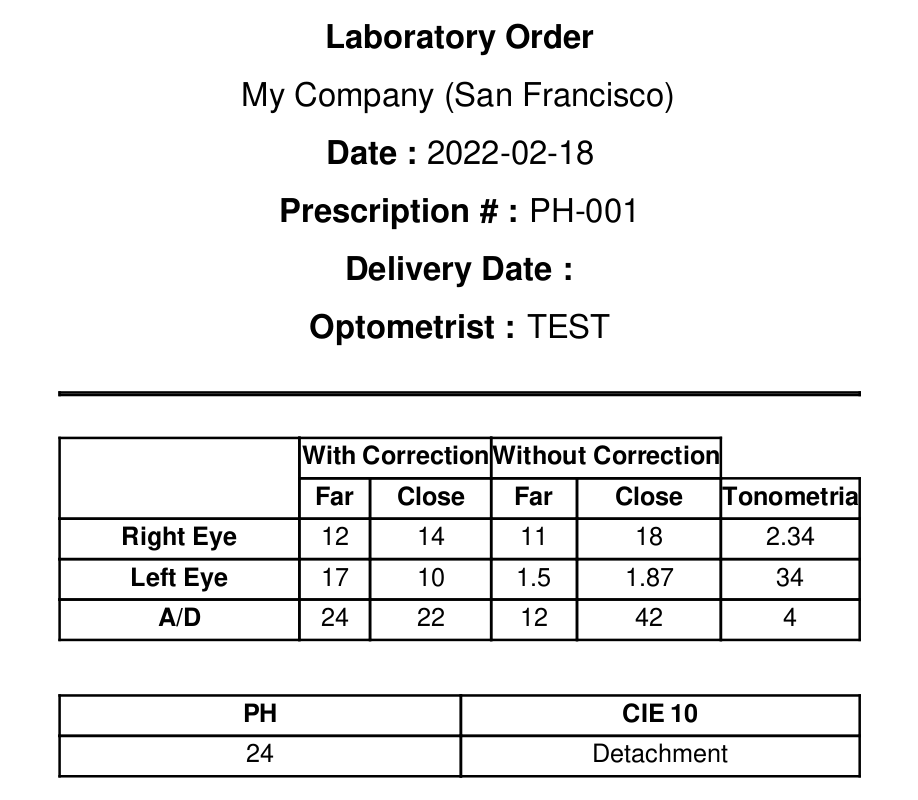 Laboratory Order
My Company (San Francisco)
Date : 2022-02-18
Prescription # : PH-001
Delivery Date :
Optometrist : TEST
With Correction Without Correction
Far Close Far Close Tonometria
Right Eye 12 14 11 18 2.34
Left Eye 17 10 1.5 1.87 34
A/D 24 22 12 42 4
PH CIE 10
24 Detachment